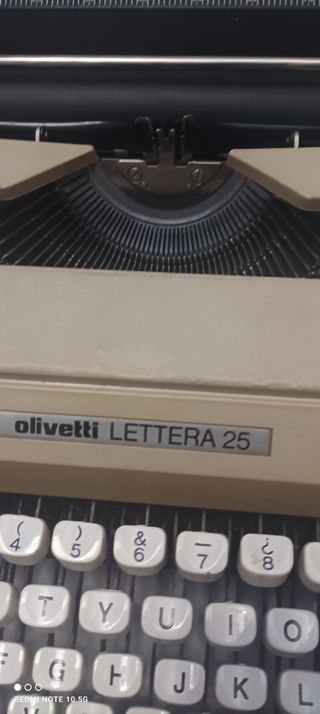 olivetti LETTERA 25
( ) & _ ¿
4 5 6 7 8
T Y U I O
F G H J K L
V
REDMI NOTE 10 5G